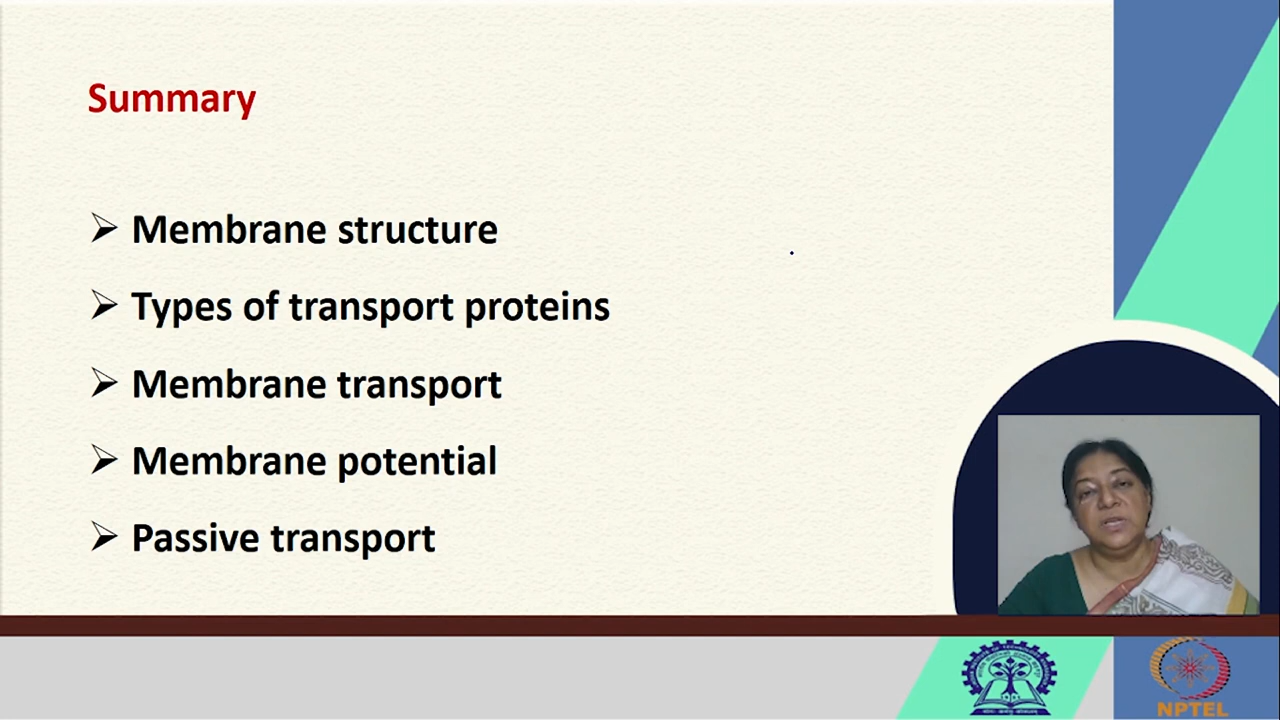 Summary
➢ Membrane structure
➢ Types of transport proteins
➢ Membrane transport
➢ Membrane potential
➢ Passive transport
NPTEL